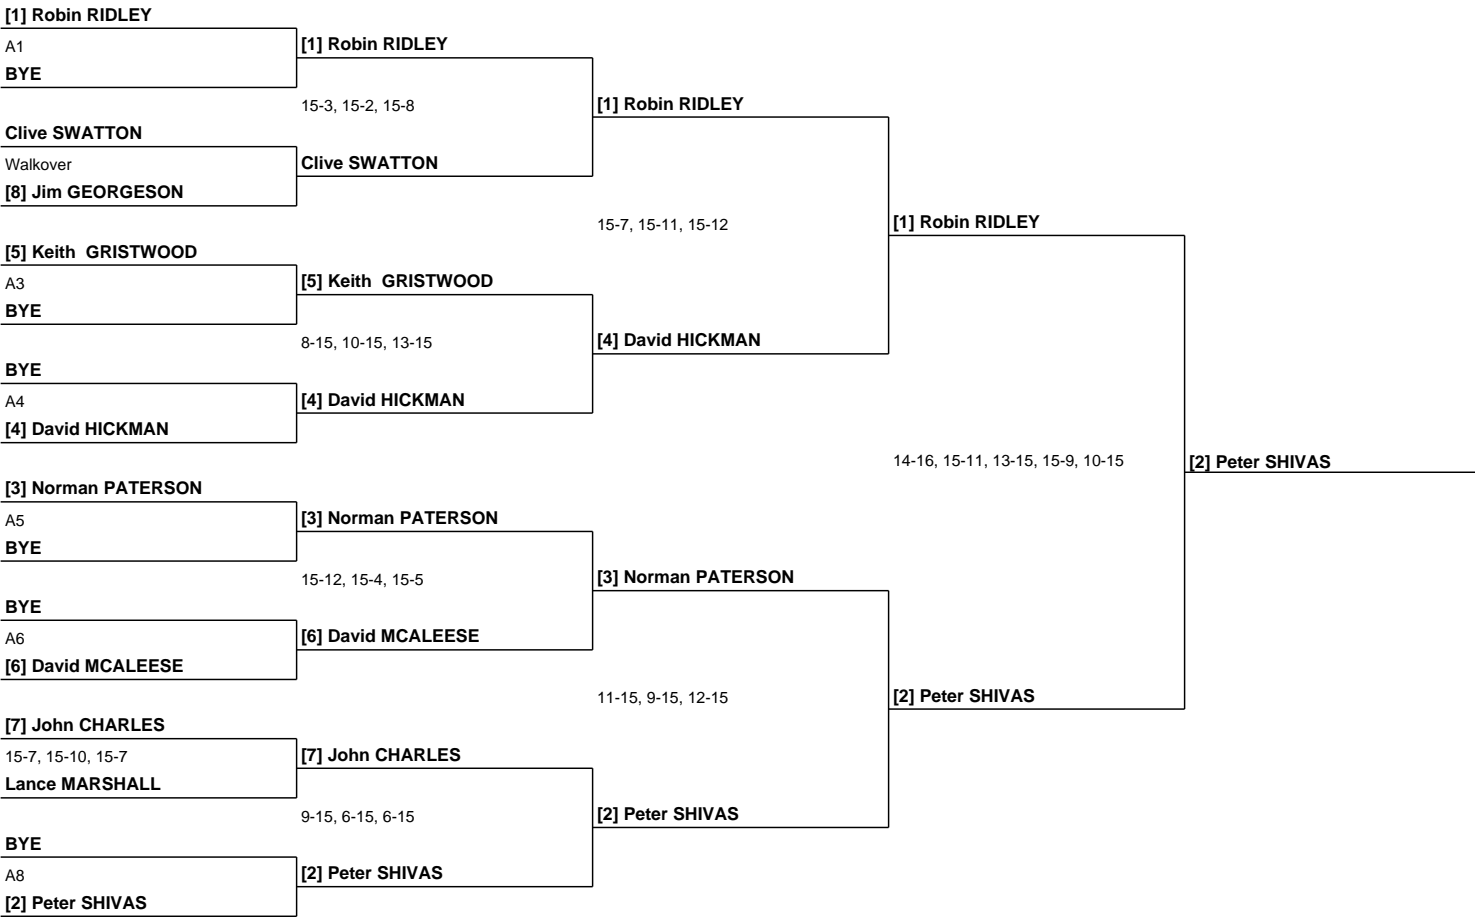 [1] Robin RIDLEY
A1
BYE
[1] Robin RIDLEY
15-3, 15-2, 15-8
Clive SWATTON
Walkover
[8] Jim GEORGESON
Clive SWATTON
[1] Robin RIDLEY
15-7, 15-11, 15-12
[5] Keith  GRISTWOOD
A3
BYE
[5] Keith  GRISTWOOD
8-15, 10-15, 13-15
BYE
A4
[4] David HICKMAN
[4] David HICKMAN
[4] David HICKMAN
[1] Robin RIDLEY
14-16, 15-11, 13-15, 15-9, 10-15
[2] Peter SHIVAS
[3] Norman PATERSON
A5
BYE
[3] Norman PATERSON
15-12, 15-4, 15-5
BYE
A6
[6] David MCALEESE
[6] David MCALEESE
[3] Norman PATERSON
11-15, 9-15, 12-15
[2] Peter SHIVAS
[7] John CHARLES
15-7, 15-10, 15-7
Lance MARSHALL
[7] John CHARLES
9-15, 6-15, 6-15
[2] Peter SHIVAS
BYE
A8
[2] Peter SHIVAS
[2] Peter SHIVAS